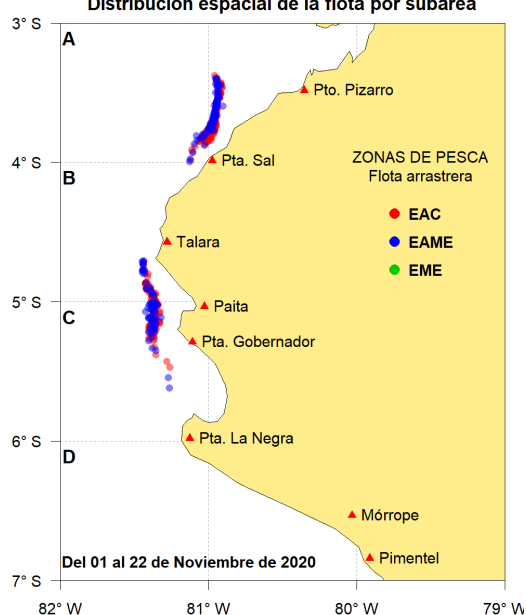 Distribución espacial de la flota por subárea
3° S
A
Pto. Pizarro
ZONAS DE PESCA
Flota arrastrera
4° S
Pta. Sal
B
EAC
Talara
EAME
EME
5° S
Paita
C
Pta. Gobernador
6° S
Pta. La Negra
D
Mórrope
Del 01 al 22 de Noviembre de 2020
Pimentel
7° S
82° W
81° W
80° W
79° W